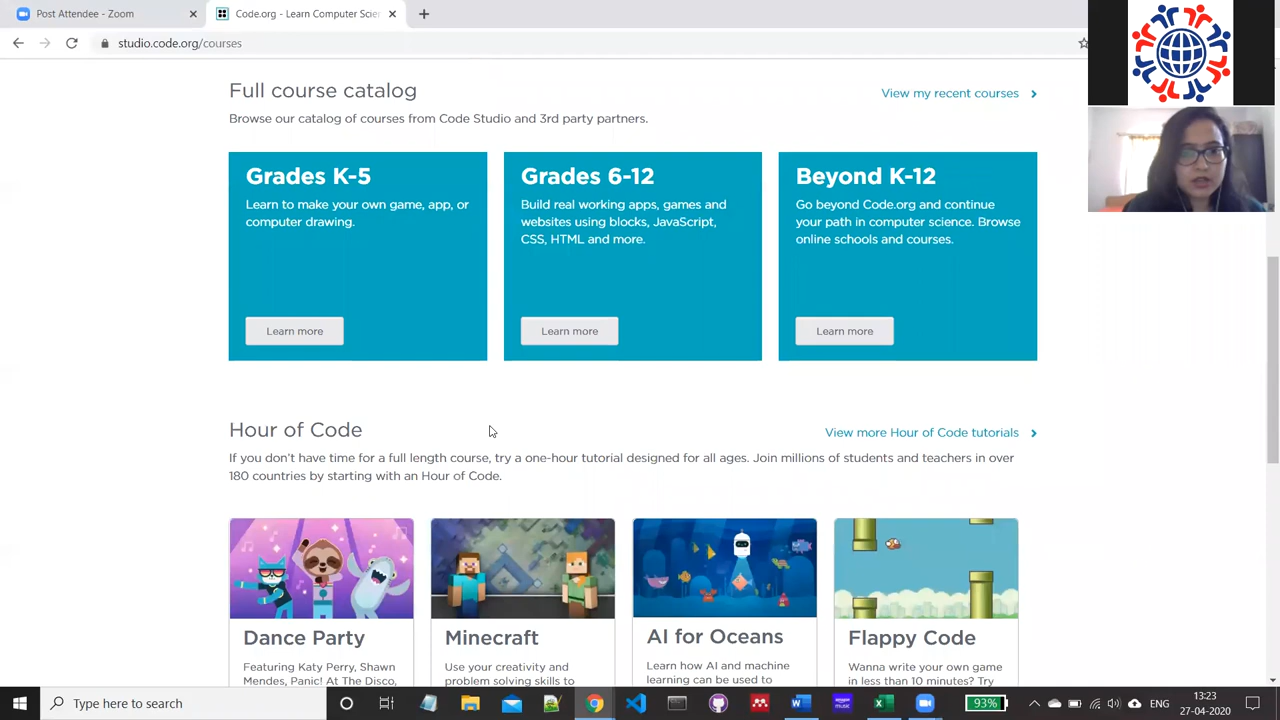 Post Attendee - Zoom
Code.org - Learn Computer Scien
studio.code.org/courses
Full course catalog
View my recent courses
Browse our catalog of courses from Code Studio and 3rd party partners.
Grades K-5
Learn to make your own game, app, or
computer drawing.
Learn more
Grades 6-12
Build real working apps, games and
websites using blocks, JavaScript,
CSS, HTML and more.
Learn more
Beyond K-12
Go beyond Code.org and continue
your path in computer science. Browse
online schools and courses.
Learn more
Hour of Code
View more Hour of Code tutorials
If you don't have time for a full length course, try a one-hour tutorial designed for all ages. Join millions of students and teachers in over
180 countries by starting with an Hour of Code.
Dance Party
Featuring Katy Perry, Shawn
Mendes, Panic! At The Disco,
Minecraft
Use your creativity and
problem solving skills to
AI for Oceans
Learn how AI and machine
learning can be used to
Flappy Code
Wanna write your own game
in less than 10 minutes? Try
Type here to search
93%
ENG
13:23
27-04-2020